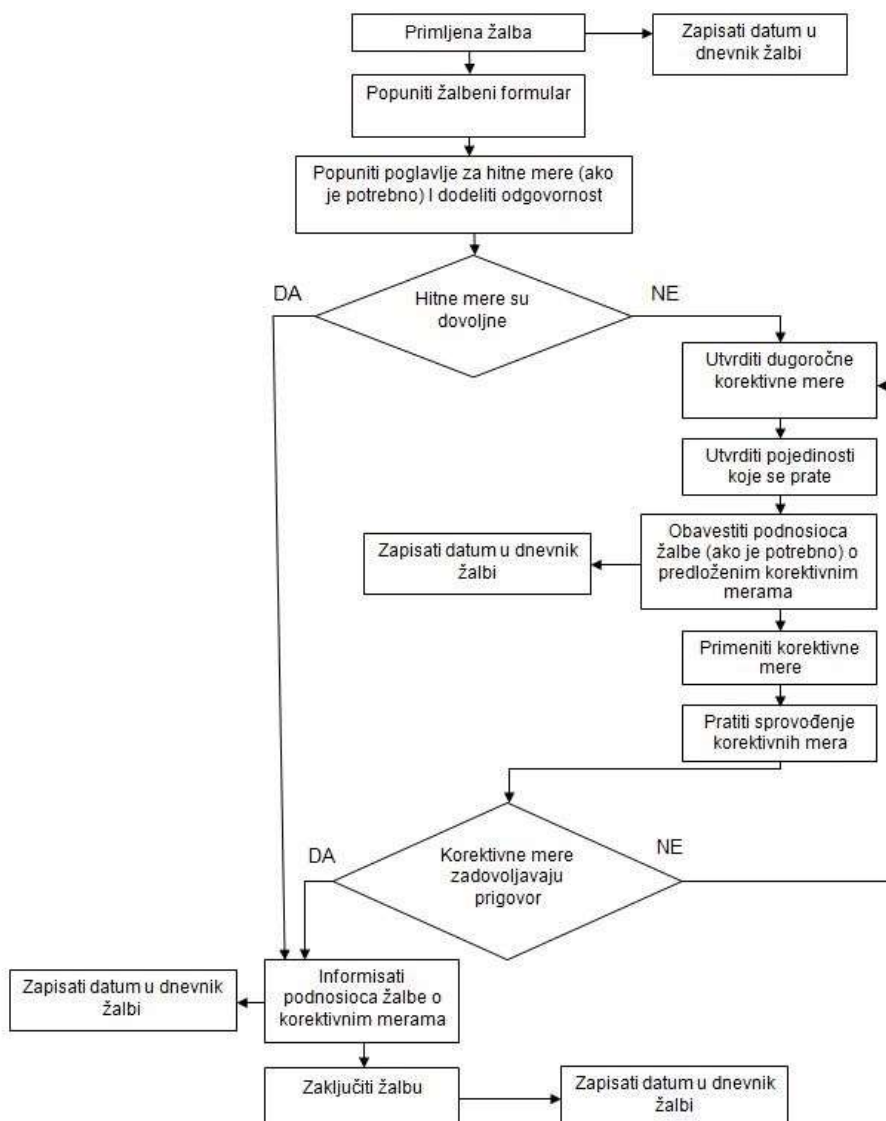 Primljena žalba
Zapisati datum u
dnevnik žalbi
Popuniti žalbeni formular
Popuniti poglavlje za hitne mere (ako
je potrebno) I dodeliti odgovornost
DA
Hitne mere su
dovoljne
NE
Utvrditi dugoročne
korektivne mere
Utvrditi pojedinosti
koje se prate
Obavestiti podnosioca
žalbe (ako je potrebno) o
predloženim korektivnim
merama
Zapisati datum u dnevnik
žalbi
Primeniti korektivne
mere
Pratiti sprovođenje
korektivnih mera
DA
Korektivne mere
zadovoljavaju
prigovor
NE
Informisati
podnosioca žalbe o
korektivnim merama
Zapisati datum u dnevnik
žalbi
Zaključiti žalbu
Zapisati datum u dnevnik
žalbi